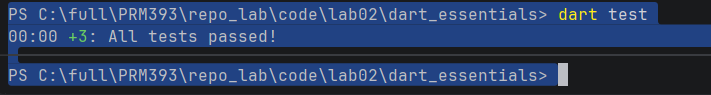 PS C:\full\PRM393\repo_lab\code\lab02\dart_essentials> dart test
00:00 +3: All tests passed!
PS C:\full\PRM393\repo_lab\code\lab02\dart_essentials>